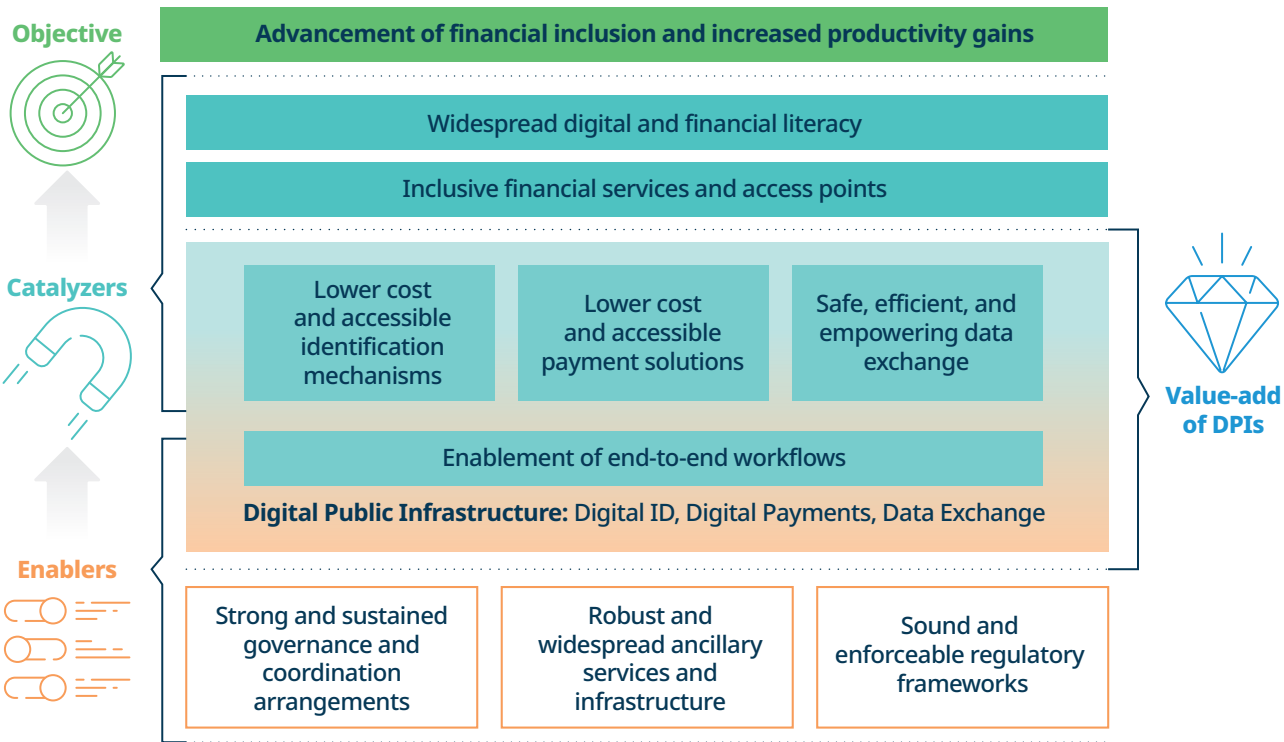 Objective
Advancement of financial inclusion and increased productivity gains
Widespread digital and financial literacy
Inclusive financial services and access points
Catalyzers
Lower cost
and accessible
identification
mechanisms
Lower cost
and accessible
payment solutions
Safe, efficient, and
empowering data
exchange
Value-add
of DPIs
Enablement of end-to-end workflows
Digital Public Infrastructure: Digital ID, Digital Payments, Data Exchange
Enablers
Strong and sustained
governance and
coordination
arrangements
Robust and
widespread ancillary
services and
infrastructure
Sound and
enforceable regulatory
frameworks